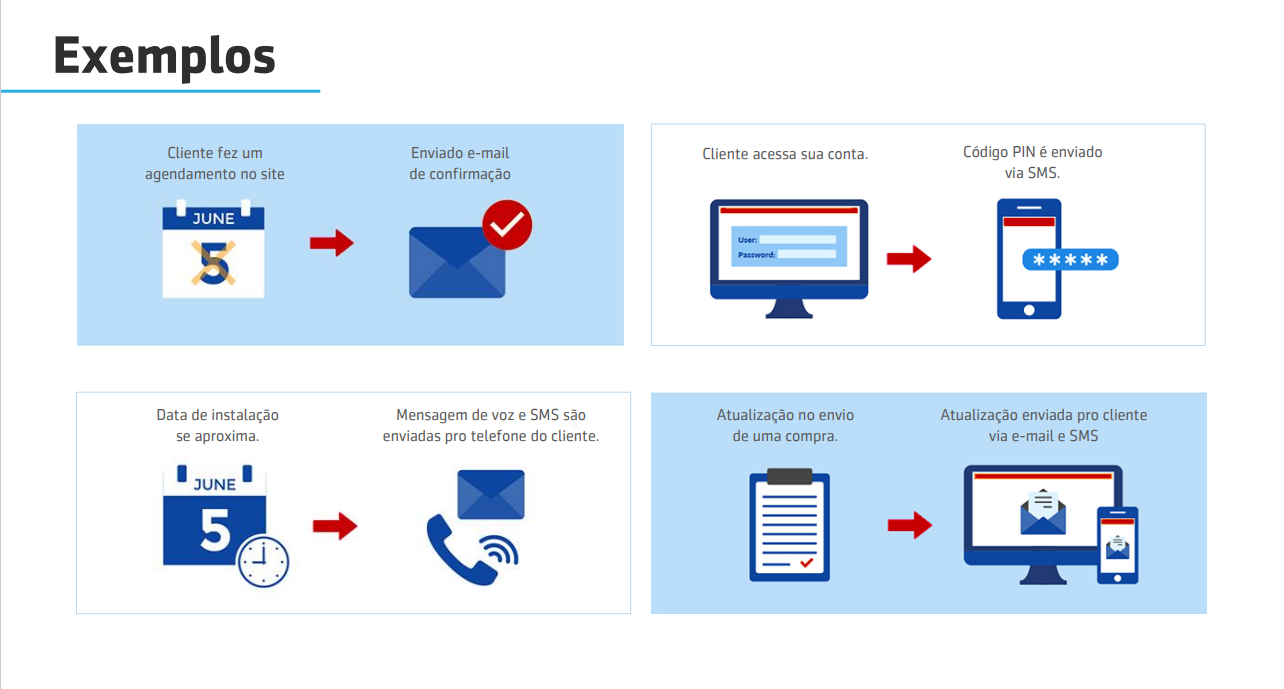 Exemplos
Cliente fez um
agendamento no site
Enviado e-mail
de confirmação
JUNE
5
Cliente acessa sua conta.
Código PIN é enviado
via SMS.
User:
Password:
*****
Data de instalação
se aproxima.
Mensagem de voz e SMS são
enviadas pro telefone do cliente.
JUNE
5
Atualização no envio
de uma compra.
Atualização enviada pro cliente
via e-mail e SMS